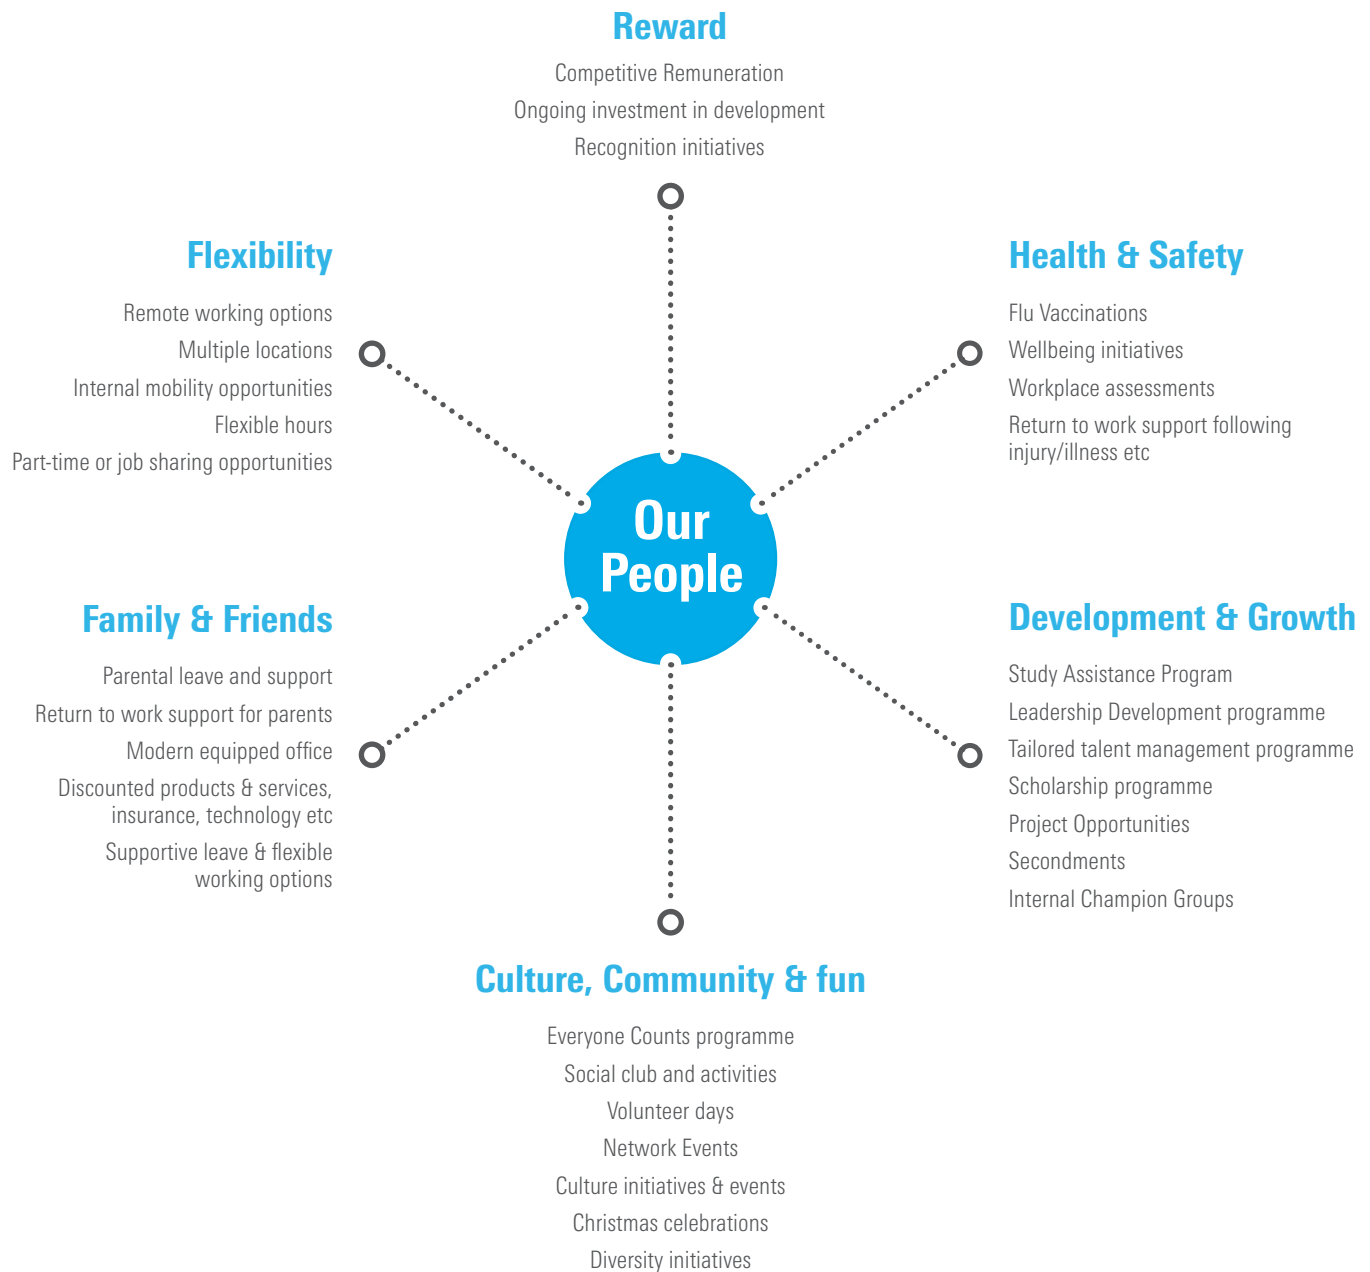 Reward
Competitive Remuneration
Ongoing investment in development
Recognition initiatives
Flexibility
Remote working options
Multiple locations
Internal mobility opportunities
Flexible hours
Part-time or job sharing opportunities
Health & Safety
Flu Vaccinations
Wellbeing initiatives
Workplace assessments
Return to work support following
injury/illness etc
Our
People
Family & Friends
Parental leave and support
Return to work support for parents
Modern equipped office
Discounted products & services,
insurance, technology etc
Supportive leave & flexible
working options
Development & Growth
Study Assistance Program
Leadership Development programme
Tailored talent management programme
Scholarship programme
Project Opportunities
Secondments
Internal Champion Groups
Culture, Community & fun
Everyone Counts programme
Social club and activities
Volunteer days
Network Events
Culture initiatives & events
Christmas celebrations
Diversity initiatives